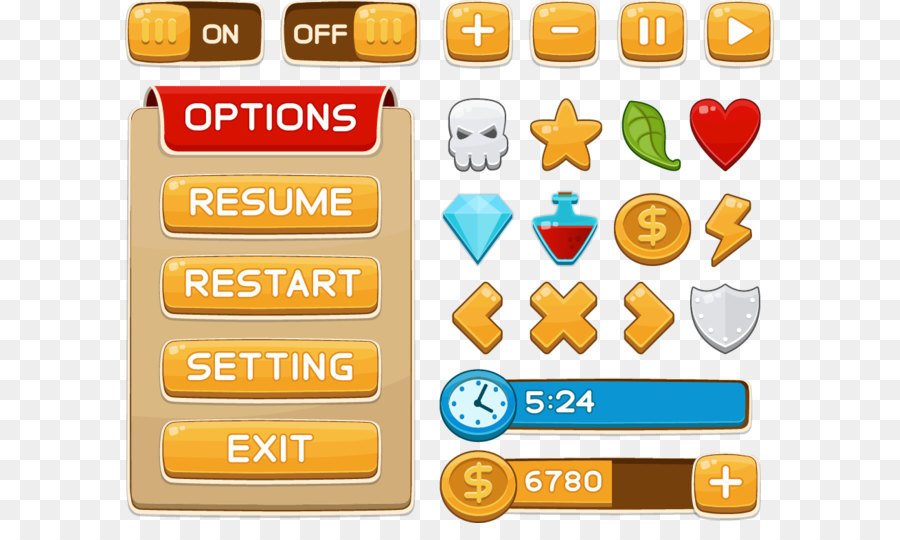 ON
OFF
OPTIONS
RESUME
RESTART
SETTING
EXIT
$
5:24
$
6780